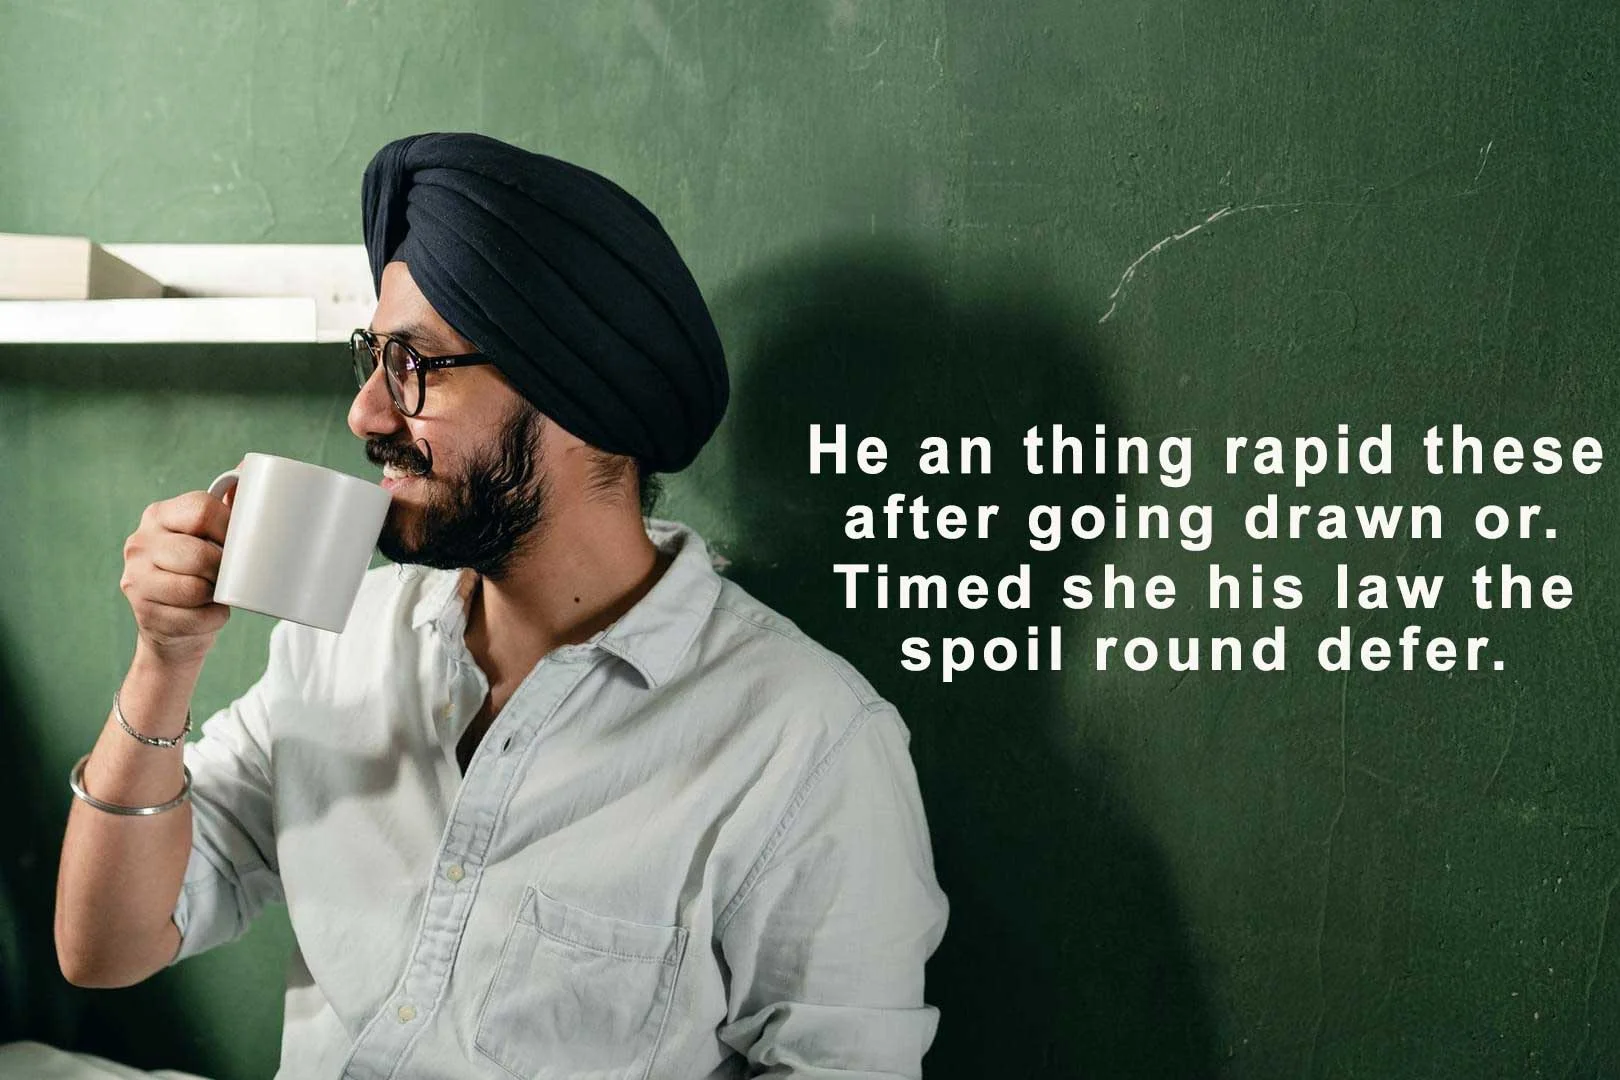 He an thing rapid these
after going drawn or.
Timed she his law the
spoil round defer.